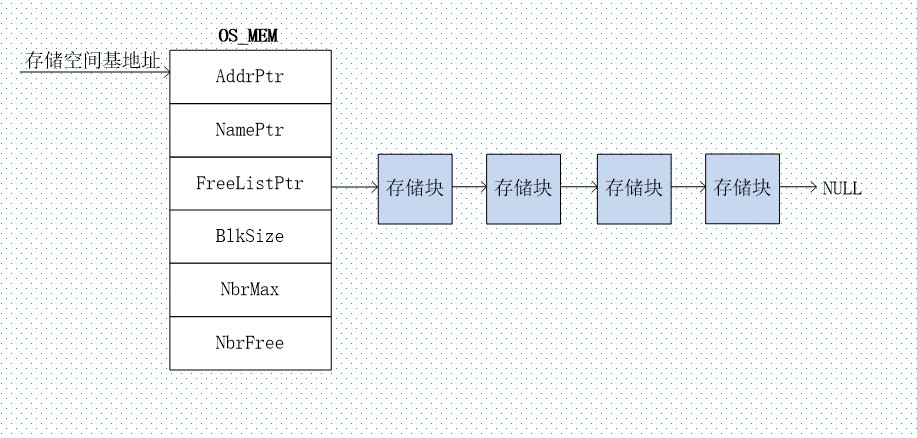 OS_MEM
存储空间基地址
AddrPtr
NamePtr
FreeListPtr
存储块
存储块
存储块
存储块
NULL
BlkSize
NbrMax
NbrFree